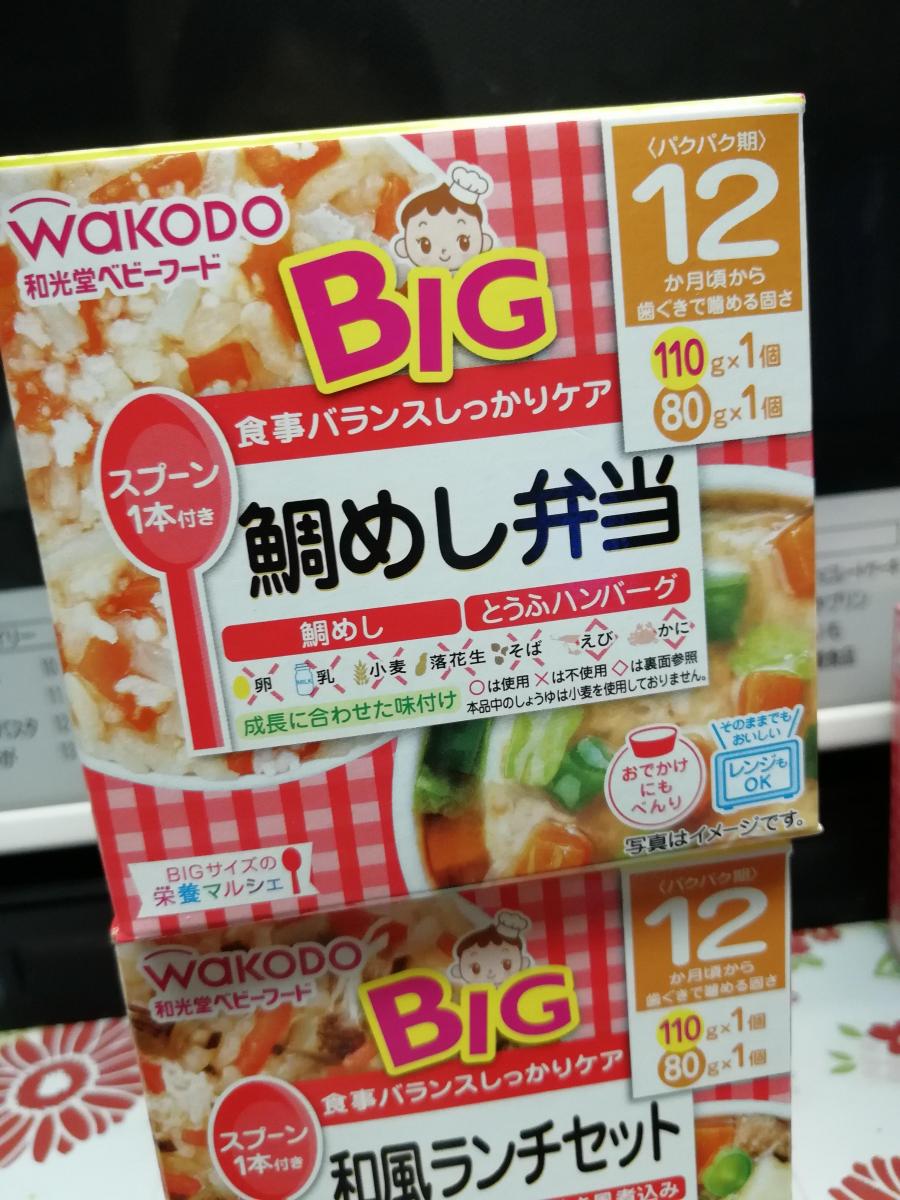 WaKODO
和光堂ベビーフード
BIG
〈パクパク期〉
12
か月頃から
歯ぐきで噛める固さ
110g×1個
80g×1個
食事バランスしっかりケア
スプーン
1本付き
鯛めし弁当
鯛めし
とうふハンバーグ
卵 乳 小麦 落花生 そば えび かに
MILK
○は使用×は不使用◇は裏面参照
本品中のしょうゆは小麦を使用しておりません。
成長に合わせた味付け
おでかけ
にも
べんり
そのままでも
おいしい
レンジも
OK
写真はイメージです。
BIGサイズの
栄養マルシェ
WaKODO
和光堂ベビーフード
BIG
〈パクパク期〉
12
か月頃から
歯ぐきで噛める固さ
110g×1個
80g×1個
食事バランスしっかりケア
スプーン
1本付き
和風ランチセット